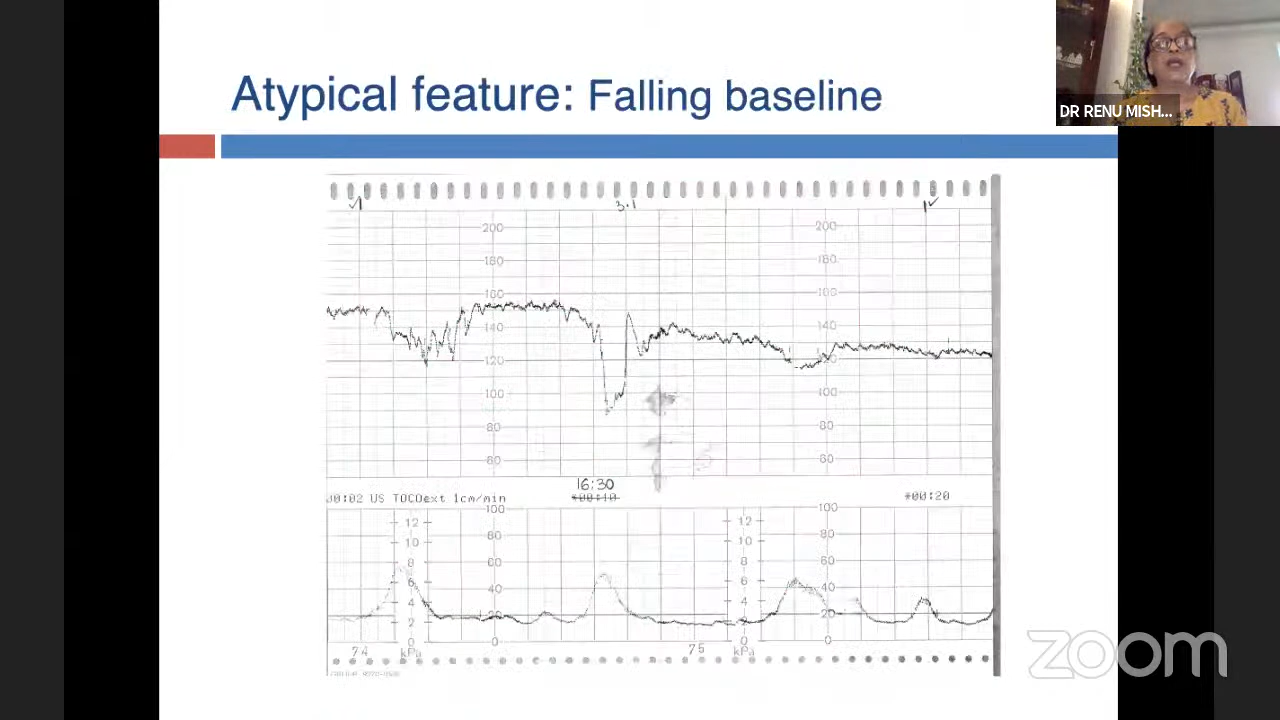 Atypical feature: Falling baseline
DR RENU MISH...
200 200
180 180
160 160
140 140
120 120
100 100
80 80
60 60
16:30
00:02 US TOCOext 1cm/min *00:10 *00:20
100 100
12 12
10 80 10 80
8 60 8 60
6 6
4 40 4 40
2 20 2 20
0 0 0 0
74 kPa 75 kPa
zoom